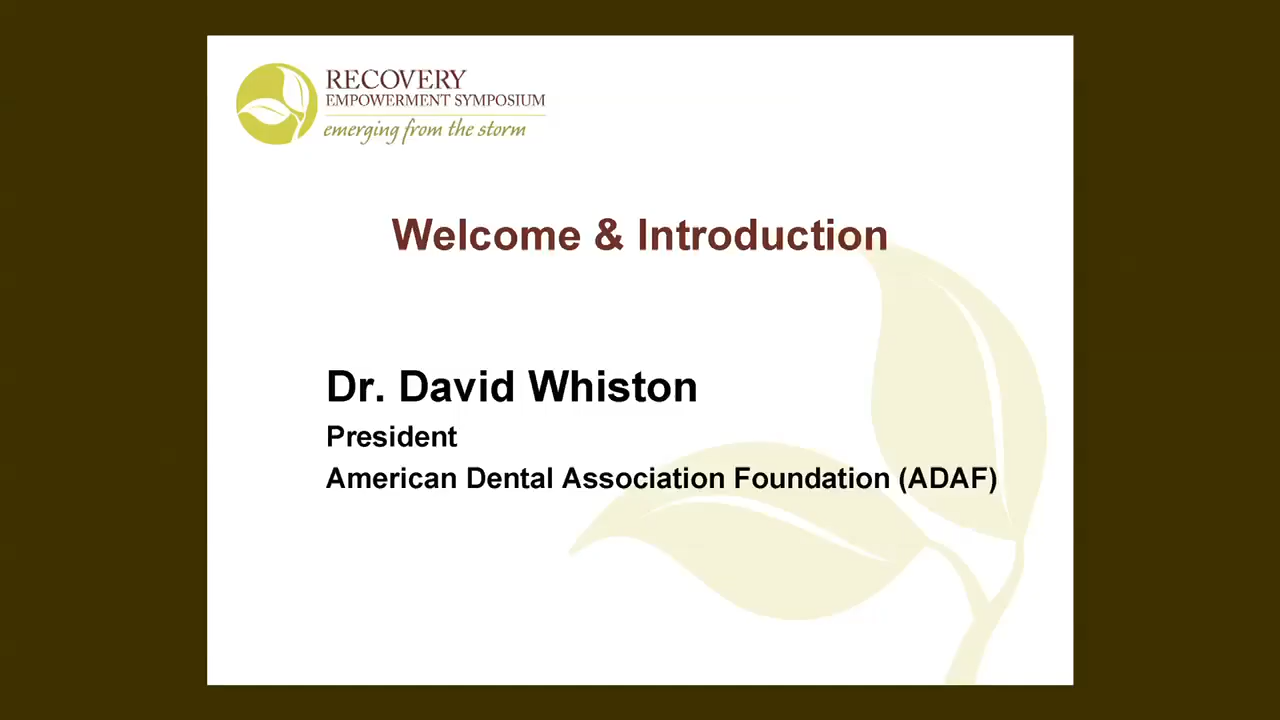 RECOVERY
EMPOWERMENT SYMPOSIUM
emerging from the storm
Welcome & Introduction
Dr. David Whiston
President
American Dental Association Foundation (ADAF)